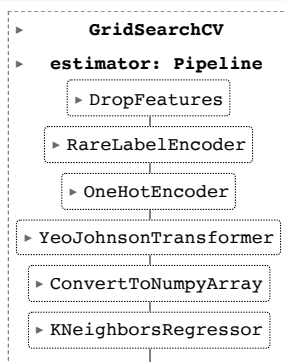 ▸ GridSearchCV
▸ estimator: Pipeline
▸ DropFeatures
▸ RareLabelEncoder
▸ OneHotEncoder
▸ YeoJohnsonTransformer
▸ ConvertToNumpyArray
▸ KNeighborsRegressor